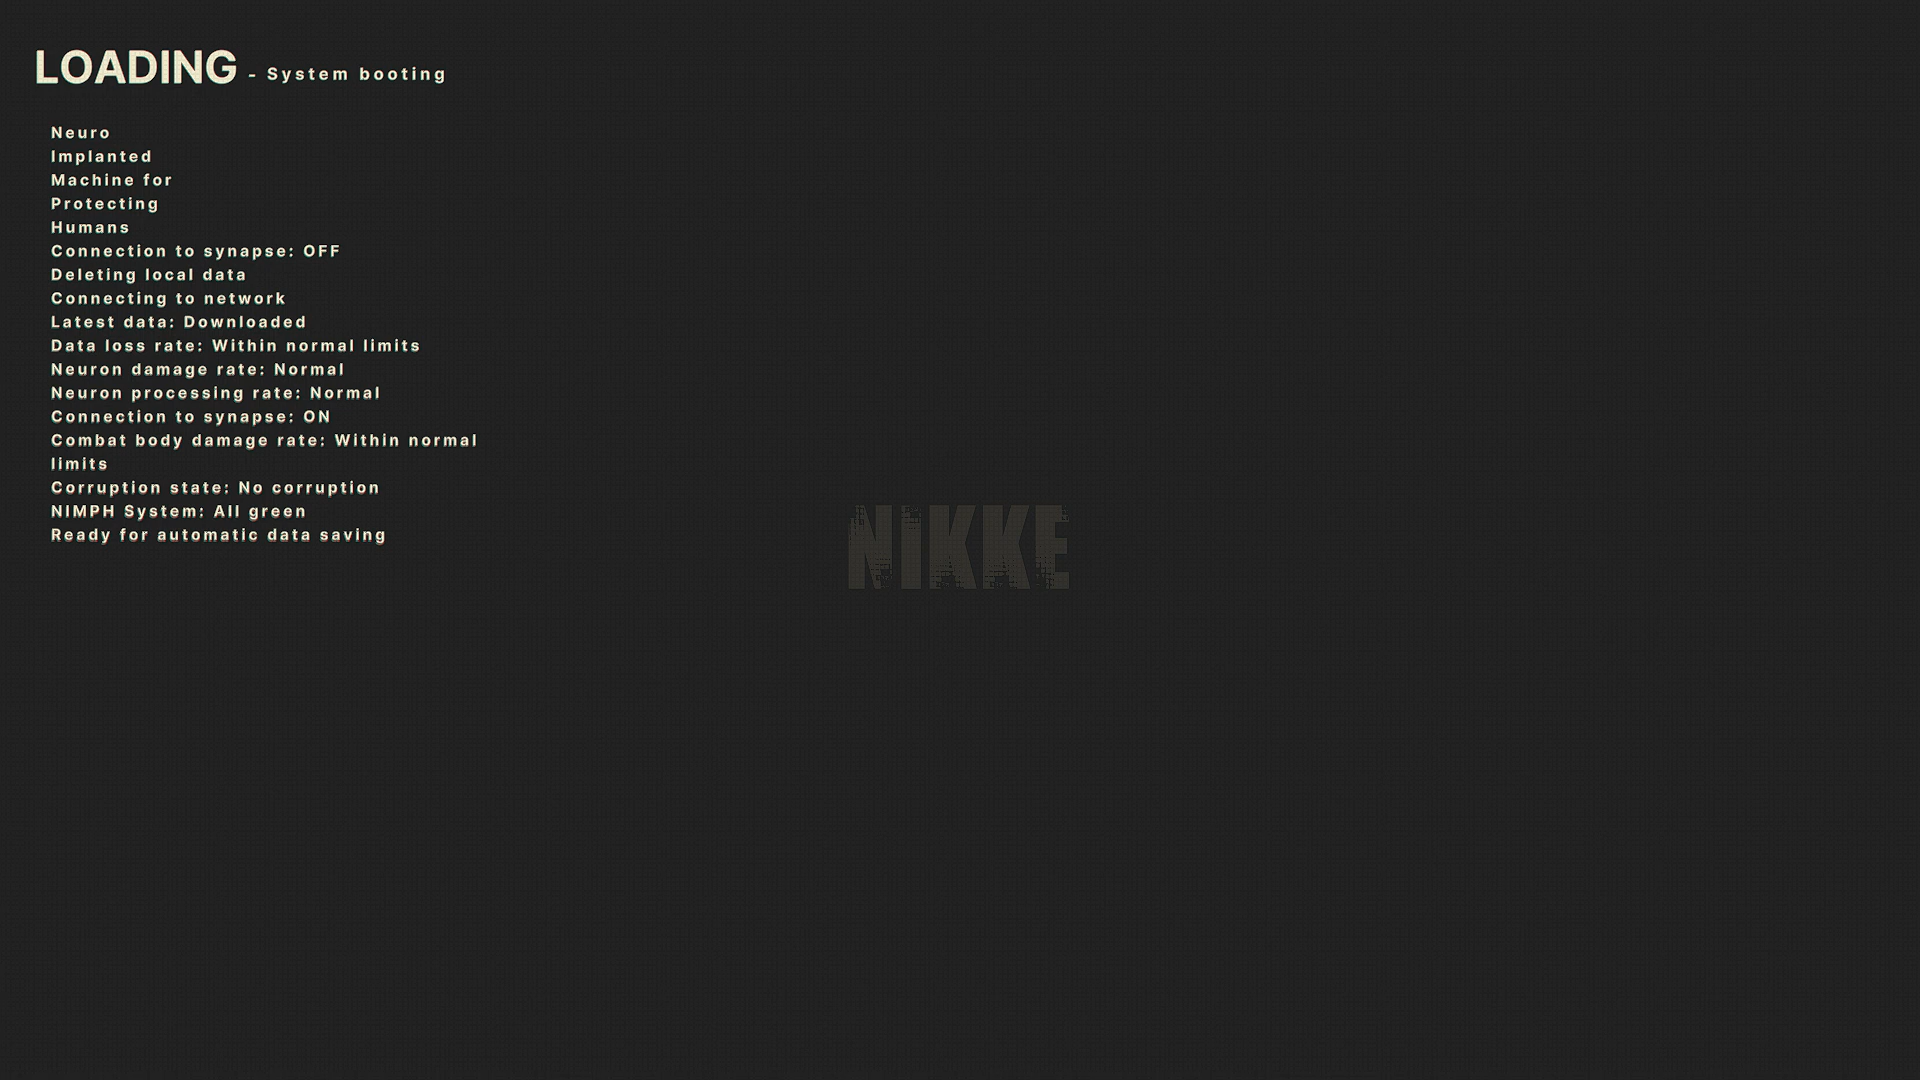 LOADING - System booting
Neuro
Implanted
Machine for
Protecting
Humans
Connection to synapse: OFF
Deleting local data
Connecting to network
Latest data: Downloaded
Data loss rate: Within normal limits
Neuron damage rate: Normal
Neuron processing rate: Normal
Connection to synapse: ON
Combat body damage rate: Within normal
limits
Corruption state: No corruption
NIMPH System: All green
Ready for automatic data saving
NIKKE